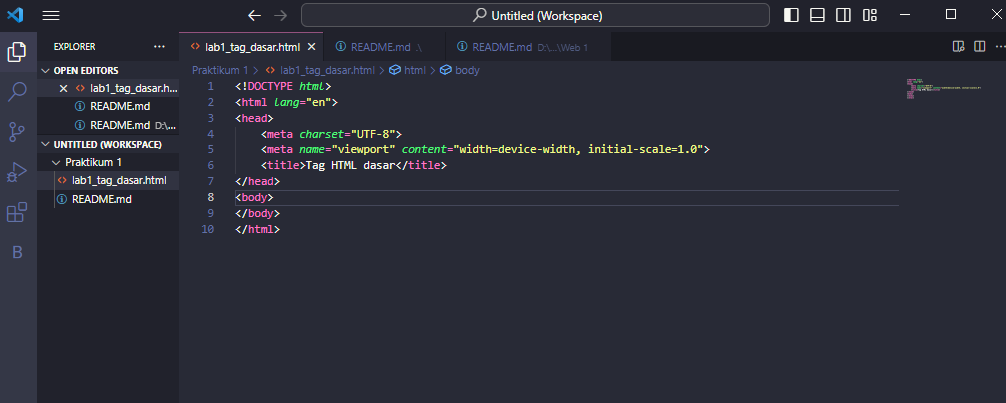 Untitled (Workspace)
EXPLORER
OPEN EDITORS
lab1_tag_dasar.h...
README.md
README.md D:\...
UNTITLED (WORKSPACE)
Praktikum 1
lab1_tag_dasar.html
README.md
B
lab1_tag_dasar.html README.md .\ README.md D:\...\Web 1
Praktikum 1 > lab1_tag_dasar.html > html > body
1 <!DOCTYPE html>
2 <html lang="en">
3 <head>
4 <meta charset="UTF-8">
5 <meta name="viewport" content="width=device-width, initial-scale=1.0">
6 <title>Tag HTML dasar</title>
7 </head>
8 <body>
9 </body>
10 </html>